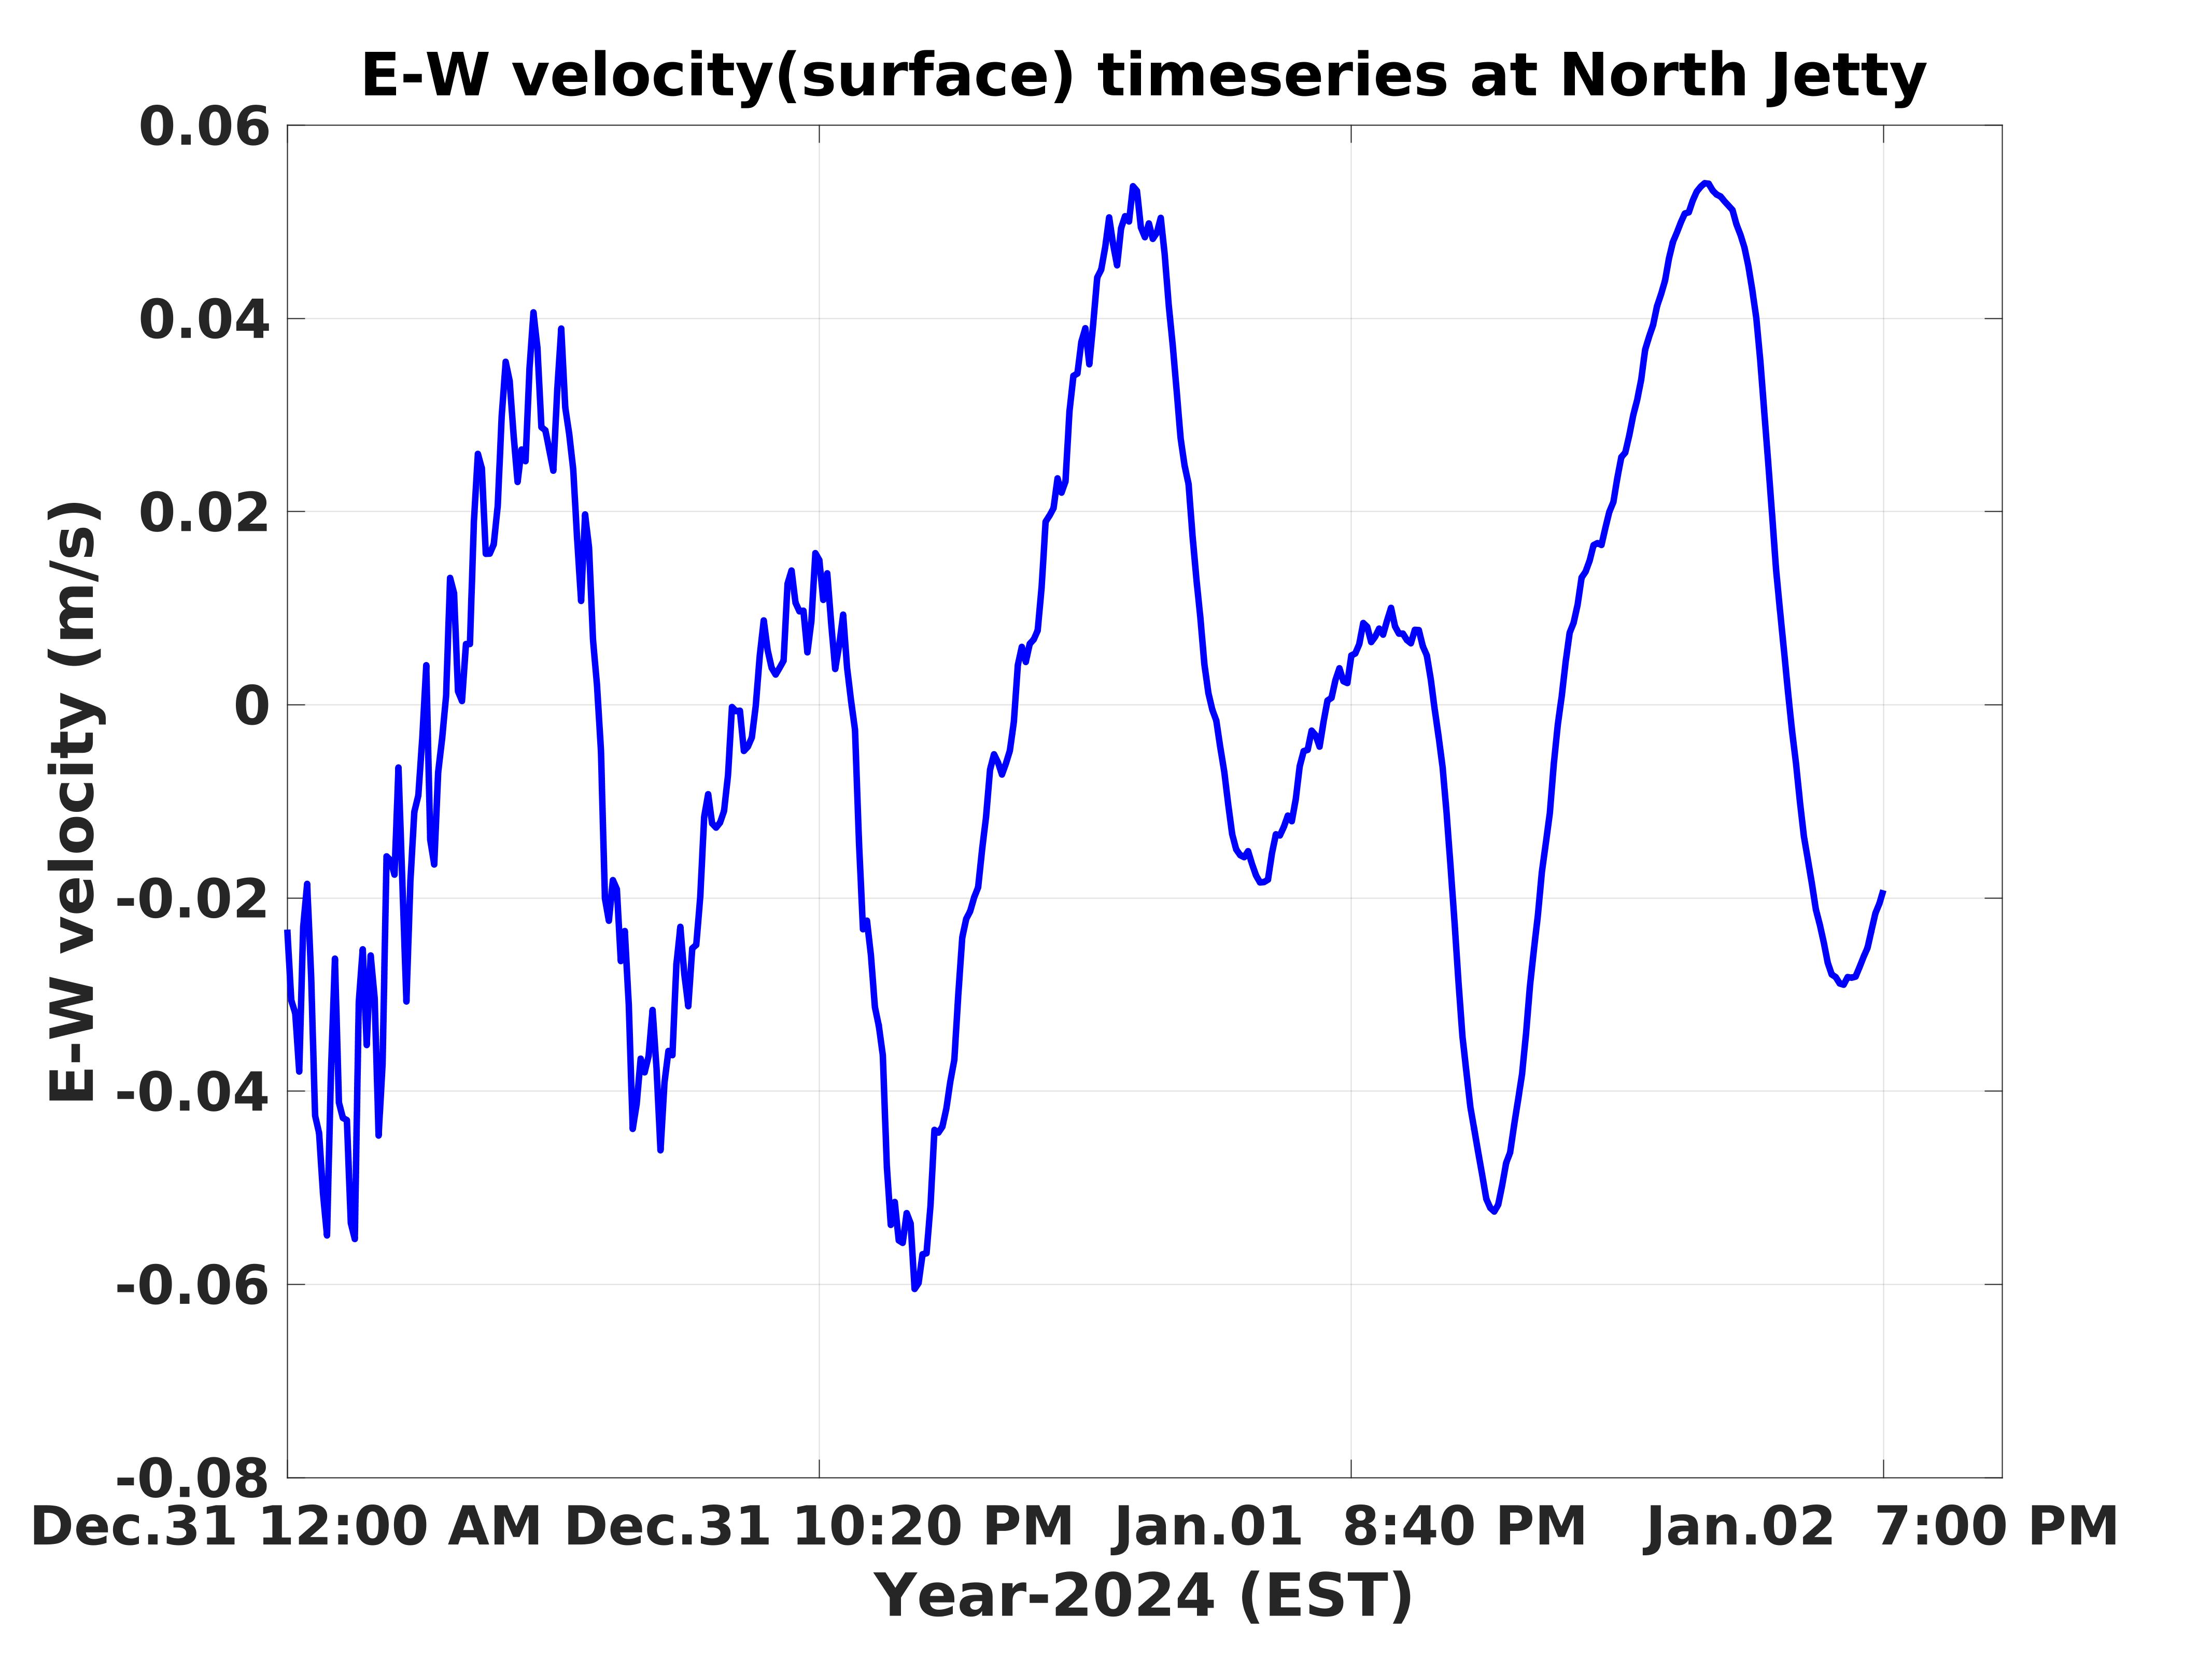 E-W velocity(surface) timeseries at North Jetty
E-W velocity (m/s)
0.06
0.04
0.02
0
-0.02
-0.04
-0.06
-0.08
Dec.31 12:00 AM Dec.31 10:20 PM Jan.01 8:40 PM Jan.02 7:00 PM
Year-2024 (EST)